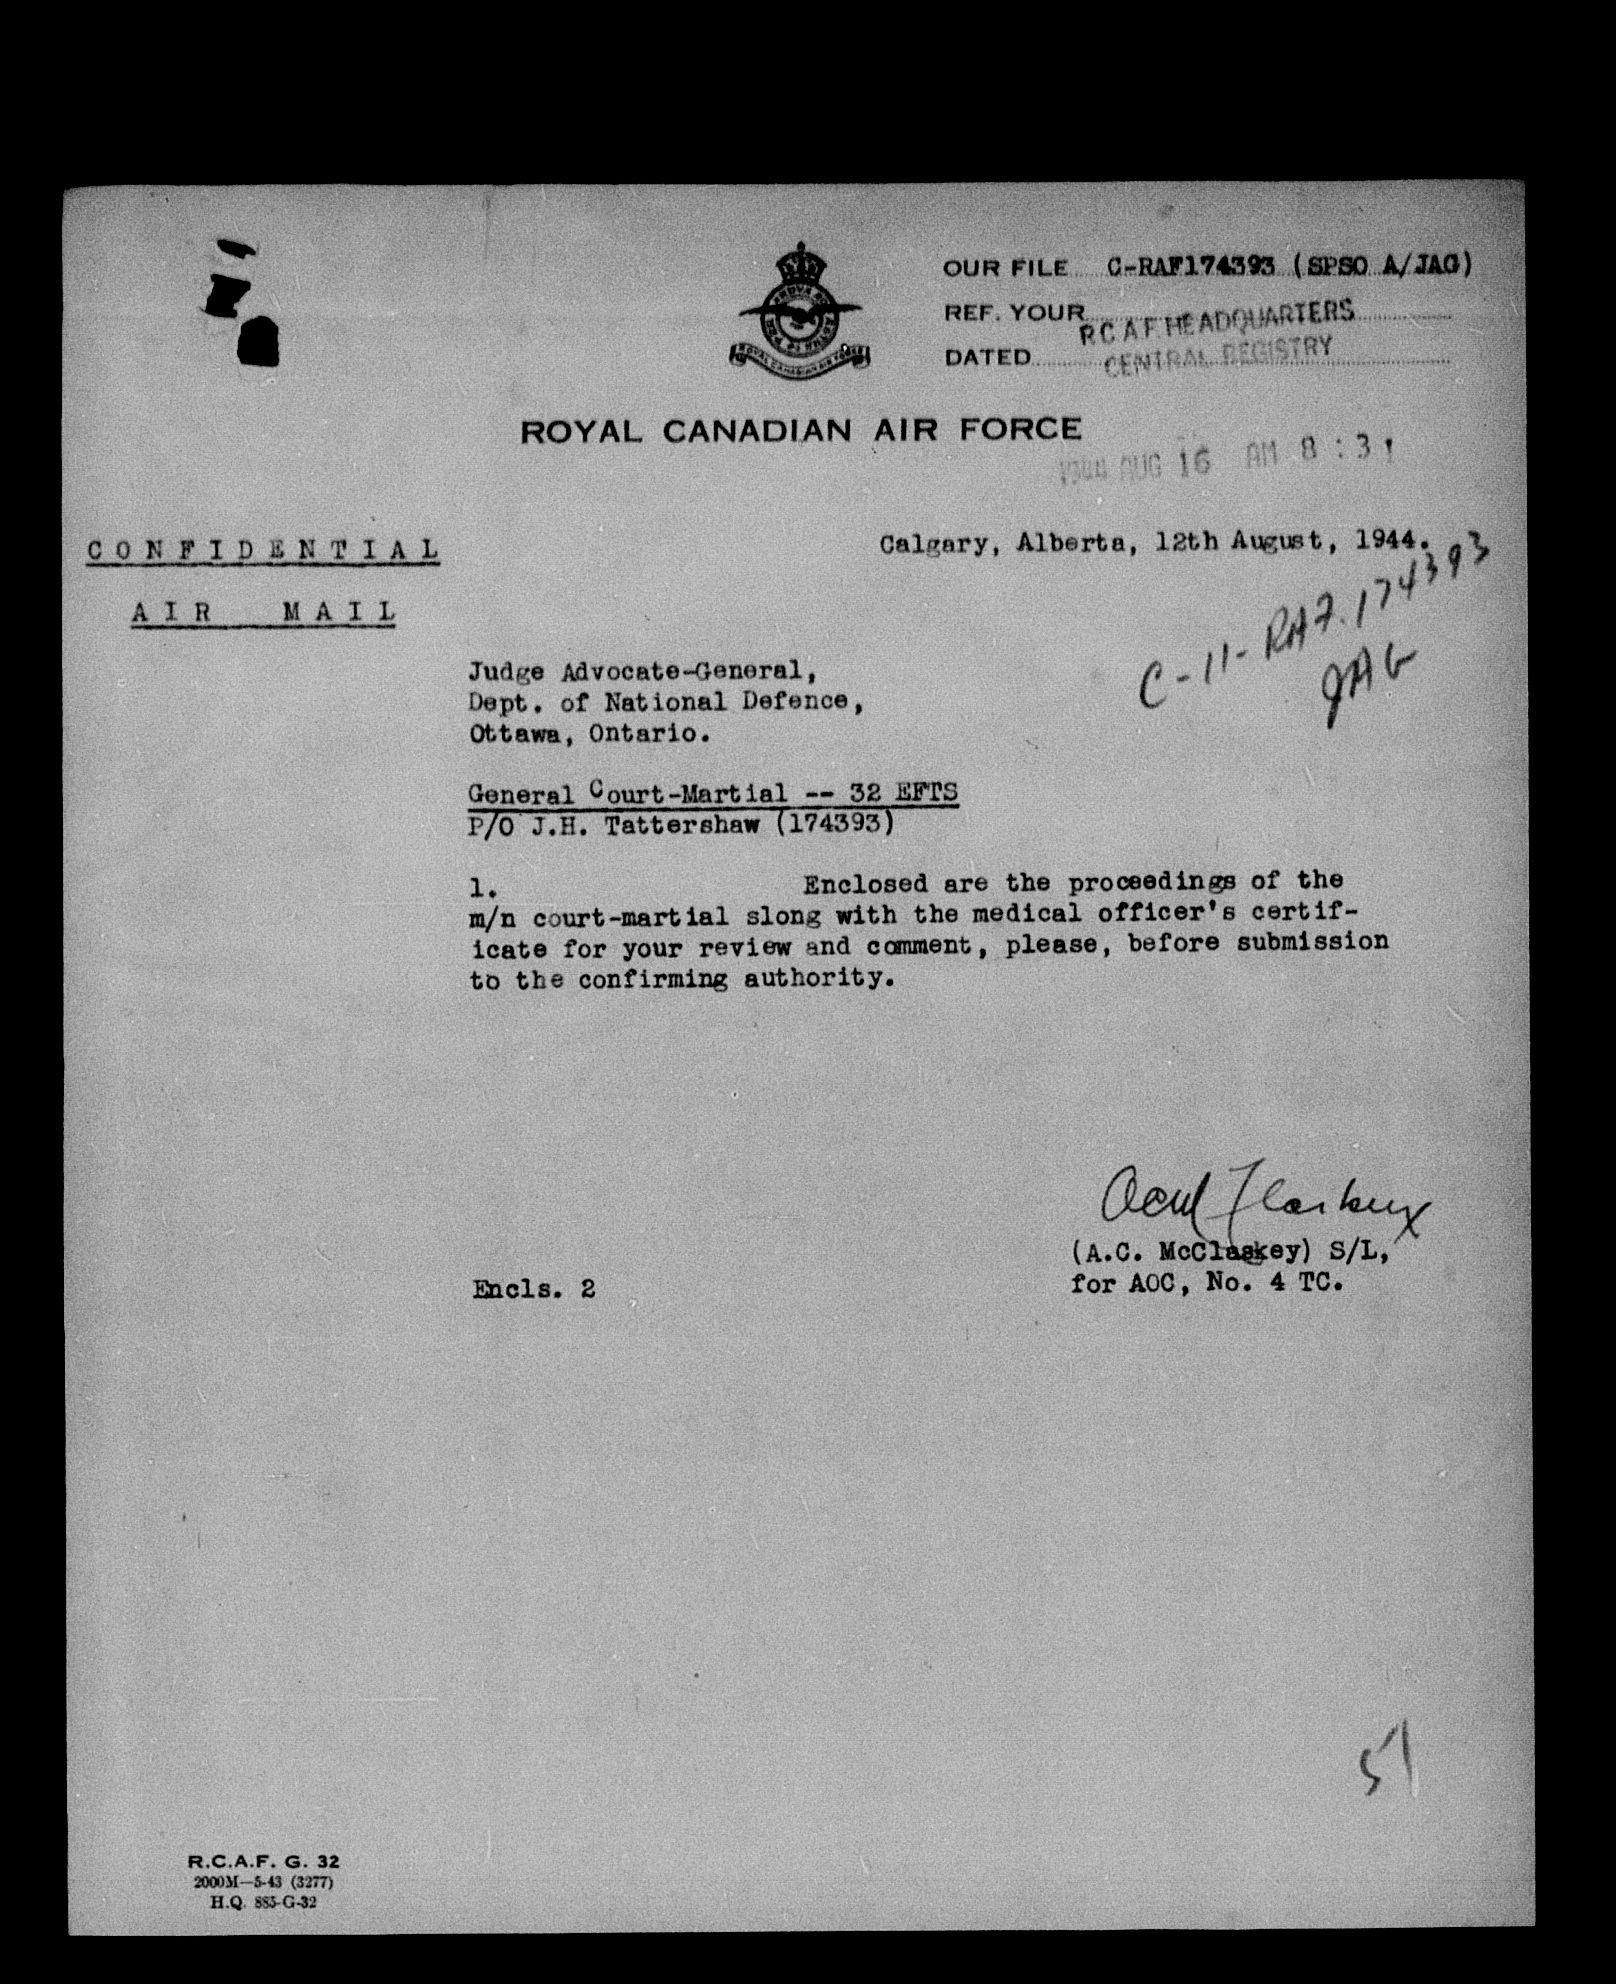 OUR FILE C-RAF174393 (SPSO A/JAG)
REF. YOUR
DATED
R C A F HEADQUARTERS
CENTRAL REGISTRY
ROYAL CANADIAN AIR FORCE
ROYAL CANADIAN AIR FORCE
1944 AUG 16 AM 8 : 31
C O N F I D E N T I A L
Calgary, Alberta, 12th August, 1944.
A I R M A I L
C-11-RAF.174393
JAG
Judge Advocate-General,
Dept. of National Defence,
Ottawa, Ontario.
General Court-Martial -- 32 EFTS
P/O J.H. Tattershaw (174393)
1. Enclosed are the proceedings of the
m/n court-martial slong with the medical officer's certif-
icate for your review and comment, please, before submission
to the confirming authority.
(A.C. McClaskey) S/L,
for AOC, No. 4 TC.
Encls. 2
51
R.C.A.F. G. 32
2000M—5-43 (3277)
H.Q. 885-G-32